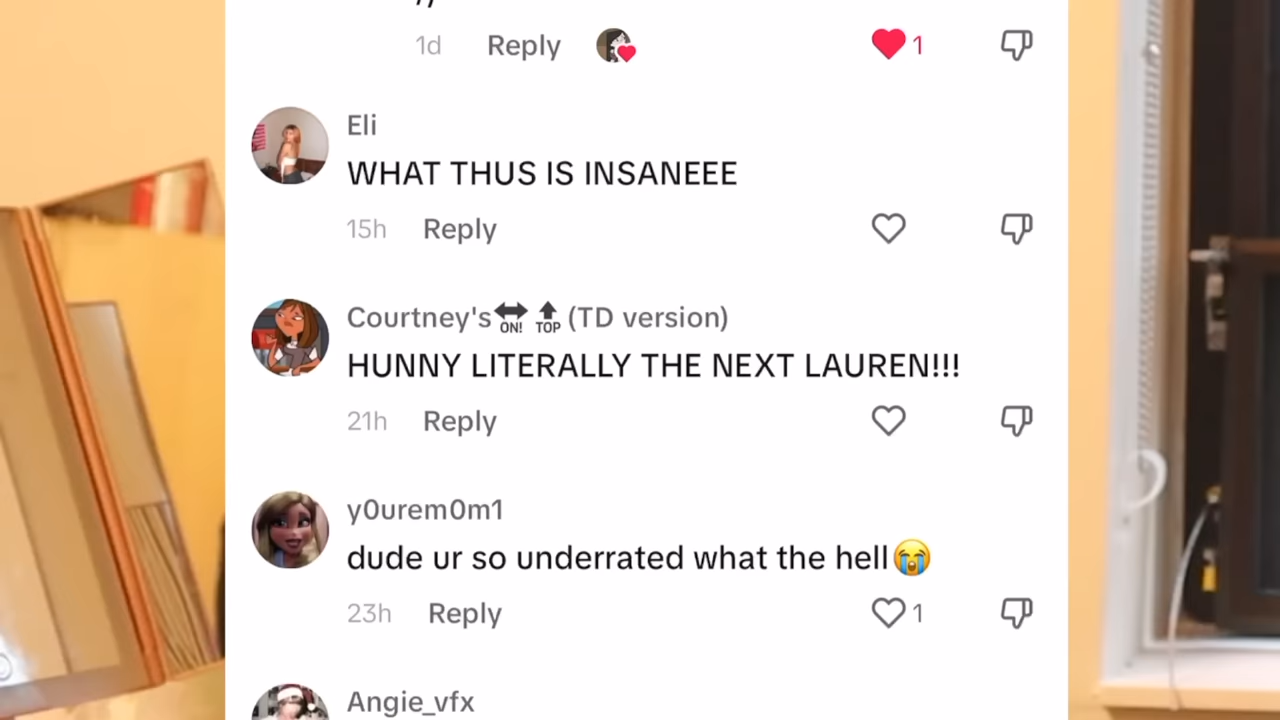 1d Reply 1
Eli
WHAT THUS IS INSANEEE
15h Reply
Courtney's↔️ON! 🔝TOP (TD version)
HUNNY LITERALLY THE NEXT LAUREN!!!
21h Reply
y0urem0m1
dude ur so underrated what the hell😭
23h Reply 1
Angie_vfx